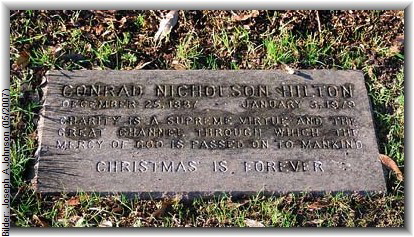 CONRAD NICHOLSON HILTON
DECEMBER 25, 1887 JANUARY 3, 1979
CHARITY IS A SUPREME VIRTUE AND THE
GREAT CHANNEL THROUGH WHICH THE
MERCY OF GOD IS PASSED ON TO MANKIND
CHRISTMAS IS FOREVER
Bilder: Joseph A. Johnson (05/2007)